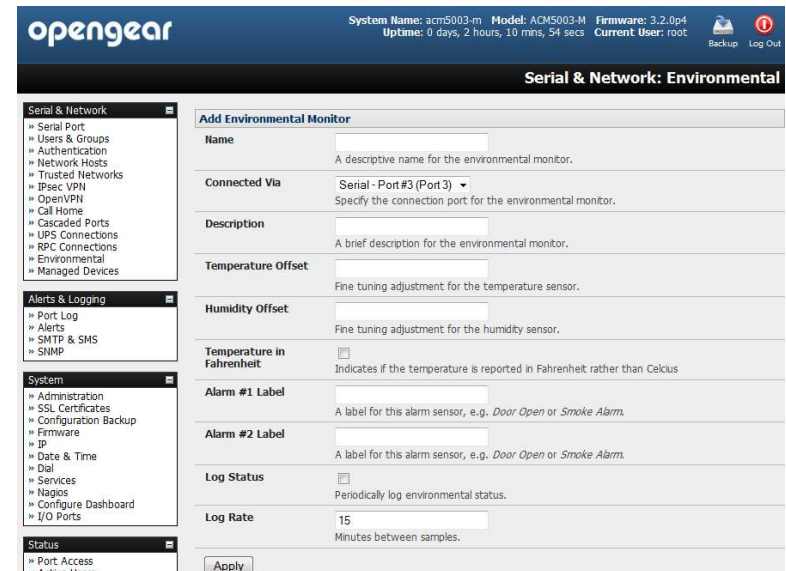 opengear
System Name: acm5003-m Model: ACM5003-M Firmware: 3.2.0p4
Uptime: 0 days, 2 hours, 10 mins, 54 secs Current User: root
Backup Log Out
Serial & Network: Environmental
Serial & Network
» Serial Port
» Users & Groups
» Authentication
» Network Hosts
» Trusted Networks
» IPsec VPN
» OpenVPN
» Call Home
» Cascaded Ports
» UPS Connections
» RPC Connections
» Environmental
» Managed Devices
Alerts & Logging
» Port Log
» Alerts
» SMTP & SMS
» SNMP
System
» Administration
» SSL Certificates
» Configuration Backup
» Firmware
» IP
» Date & Time
» Dial
» Services
» Nagios
» Configure Dashboard
» I/O Ports
Status
» Port Access
» Active Users
Add Environmental Monitor
Name
A descriptive name for the environmental monitor.
Connected Via
Serial - Port #3 (Port 3)
Specify the connection port for the environmental monitor.
Description
A brief description for the environmental monitor.
Temperature Offset
Fine tuning adjustment for the temperature sensor.
Humidity Offset
Fine tuning adjustment for the humidity sensor.
Temperature in
Fahrenheit
Indicates if the temperature is reported in Fahrenheit rather than Celcius
Alarm #1 Label
A label for this alarm sensor, e.g. Door Open or Smoke Alarm.
Alarm #2 Label
A label for this alarm sensor, e.g. Door Open or Smoke Alarm.
Log Status
Periodically log environmental status.
Log Rate
15
Minutes between samples.
Apply